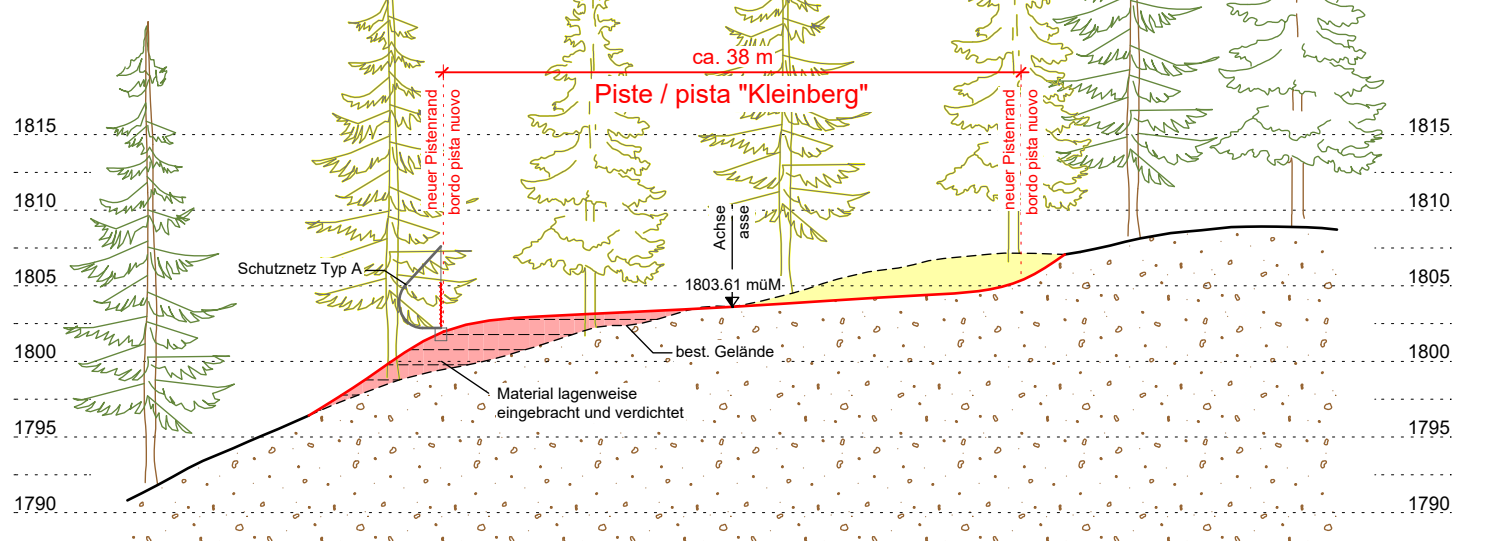 ca. 38 m
Piste / pista "Kleinberg"
neuer Pistenrand
bordo pista nuovo
neuer Pistenrand
bordo pista nuovo
1815
1815
1810
1810
Achse
asse
Schutznetz Typ A
1805
1803.61 müM
1805
best. Gelände
1800
1800
Material lagenweise
eingebracht und verdichtet
1795
1795
1790
1790